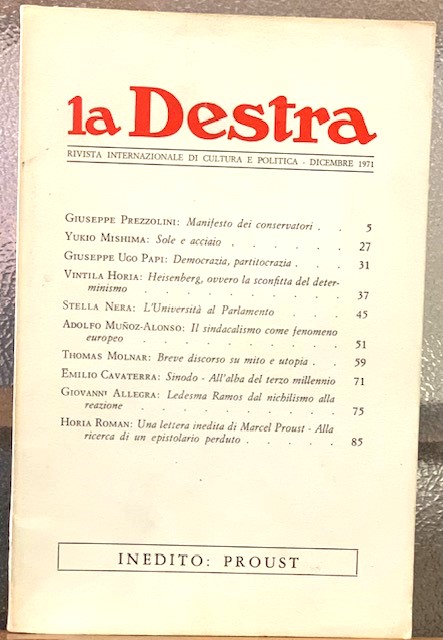 la Destra
RIVISTA INTERNAZIONALE DI CULTURA E POLITICA - DICEMBRE 1971
GIUSEPPE PREZZOLINI: Manifesto dei conservatori . . 5
YUKIO MISHIMA: Sole e acciaio . . . . . . 27
GIUSEPPE UGO PAPI: Democrazia, partitocrazia . . . . 31
VINTILA HORIA: Heisenberg, ovvero la sconfitta del deter-
minismo . . . . . . . . . . 37
STELLA NERA: L'Università al Parlamento . . . . 45
ADOLFO MUÑOZ-ALONSO: Il sindacalismo come fenomeno
europeo . . . . . . . . . . 51
THOMAS MOLNAR: Breve discorso su mito e utopia . . 59
EMILIO CAVATERRA: Sinodo - All'alba del terzo millennio 71
GIOVANNI ALLEGRA: Ledesma Ramos dal nichilismo alla
reazione . . . . . . . . . . 75
HORIA ROMAN: Una lettera inedita di Marcel Proust - Alla
ricerca di un epistolario perduto . . . . . . 85
INEDITO: PROUST